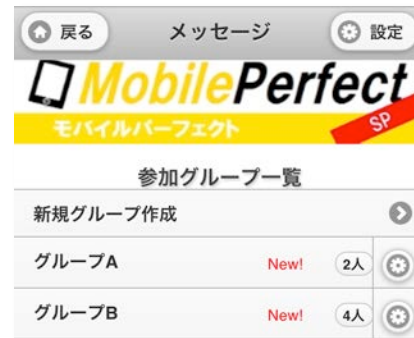 戻る メッセージ 設定
MobilePerfect
モバイルパーフェクト SP
参加グループ一覧
新規グループ作成
グループA New! 2人
グループB New! 4人